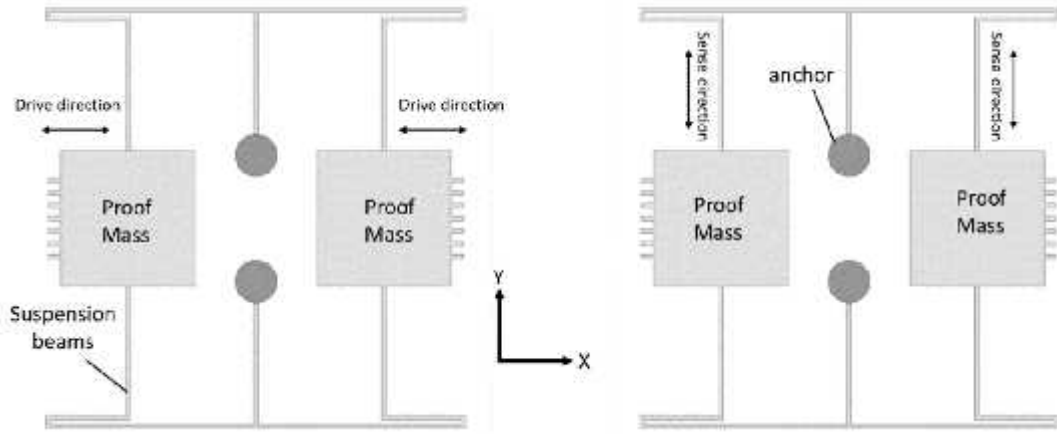 Drive direction
Drive direction
Proof
Mass
Proof
Mass
Suspension
beams
Y
X
Sense direction
anchor
Sense direction
Proof
Mass
Proof
Mass